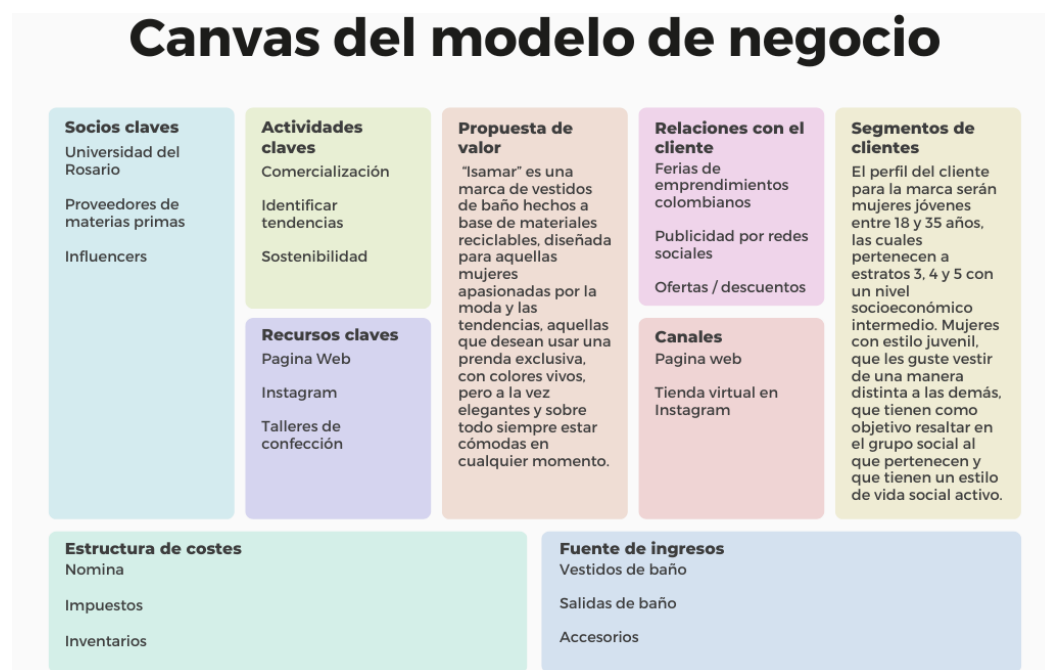 Canvas del modelo de negocio
Socios claves
Universidad del
Rosario
Proveedores de
materias primas
Influencers
Actividades
claves
Comercialización
Identificar
tendencias
Sostenibilidad
Recursos claves
Pagina Web
Instagram
Talleres de
confección
Propuesta de
valor
“Isamar” es una
marca de vestidos
de baño hechos a
base de materiales
reciclables, diseñada
para aquellas
mujeres
apasionadas por la
moda y las
tendencias, aquellas
que desean usar una
prenda exclusiva,
con colores vivos,
pero a la vez
elegantes y sobre
todo siempre estar
cómodas en
cualquier momento.
Relaciones con el
cliente
Ferias de
emprendimientos
colombianos
Publicidad por redes
sociales
Ofertas / descuentos
Canales
Pagina web
Tienda virtual en
Instagram
Segmentos de
clientes
El perfil del cliente
para la marca serán
mujeres jóvenes
entre 18 y 35 años,
las cuales
pertenecen a
estratos 3, 4 y 5 con
un nivel
socioeconómico
intermedio. Mujeres
con estilo juvenil,
que les guste vestir
de una manera
distinta a las demás,
que tienen como
objetivo resaltar en
el grupo social al
que pertenecen y
que tienen un estilo
de vida social activo.
Estructura de costes
Nomina
Impuestos
Inventarios
Fuente de ingresos
Vestidos de baño
Salidas de baño
Accesorios